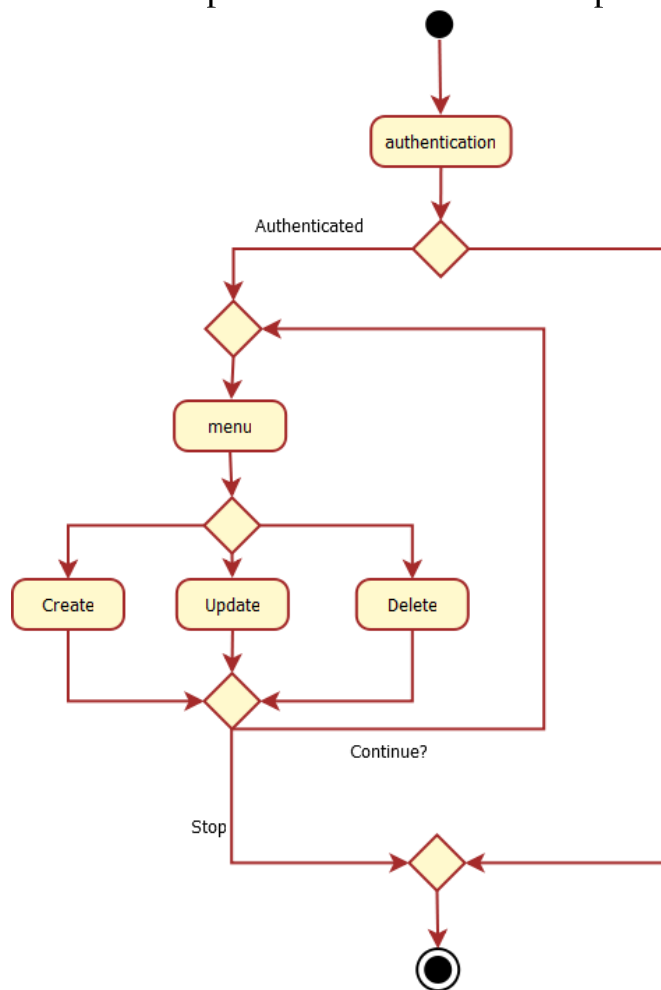 authentication
Authenticated
menu
Create
Update
Delete
Continue?
Stop